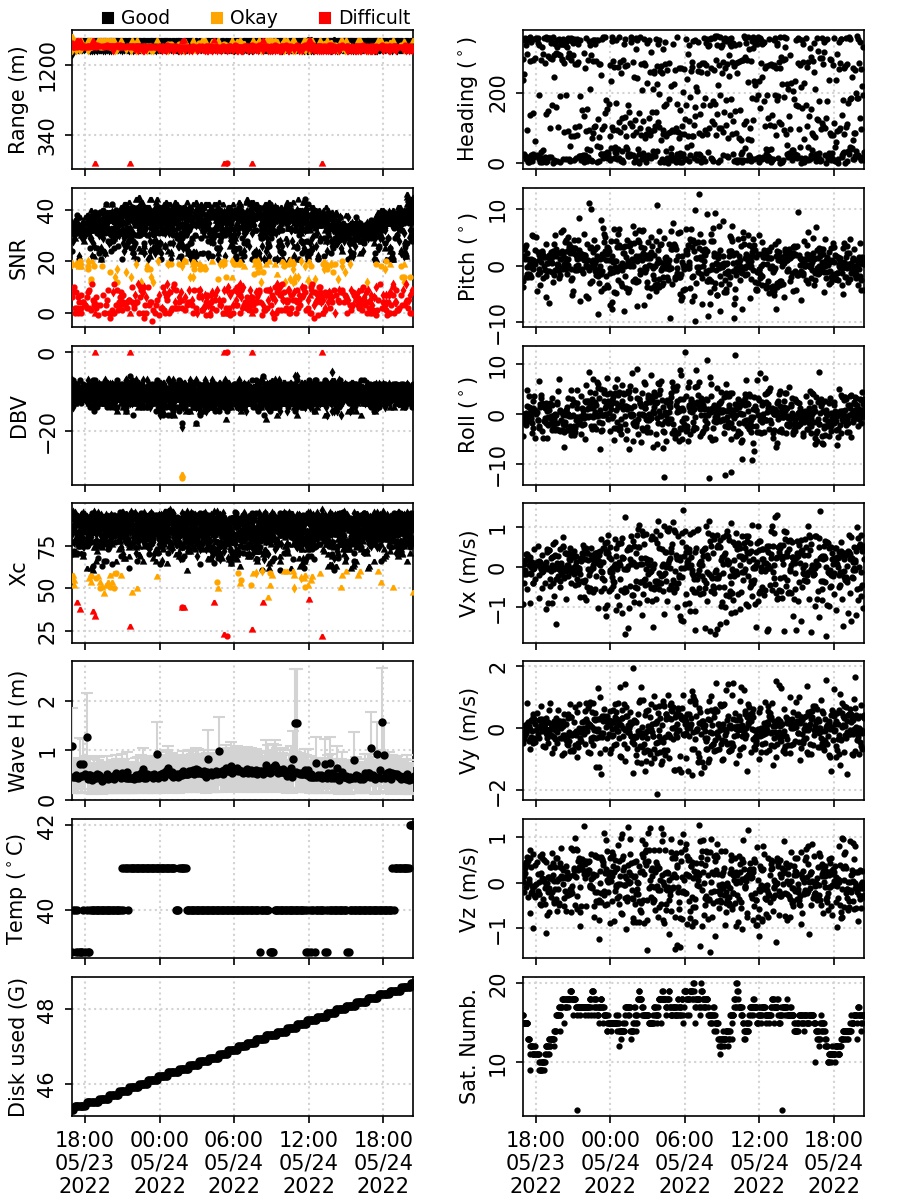 Good Okay Difficult
Range (m)
1200
340
Heading (°)
200
0
SNR
40
20
0
Pitch (°)
10
0
−10
DBV
0
−20
Roll (°)
10
0
−10
Xc
75
50
25
Vx (m/s)
1
0
−1
Wave H (m)
2
1
0
Vy (m/s)
2
0
−2
Temp (°C)
42
40
Vz (m/s)
1
0
−1
Disk used (G)
48
46
Sat. Numb.
20
10
18:00 00:00 06:00 12:00 18:00
05/23 05/24 05/24 05/24 05/24
2022 2022 2022 2022 2022
18:00 00:00 06:00 12:00 18:00
05/23 05/24 05/24 05/24 05/24
2022 2022 2022 2022 2022